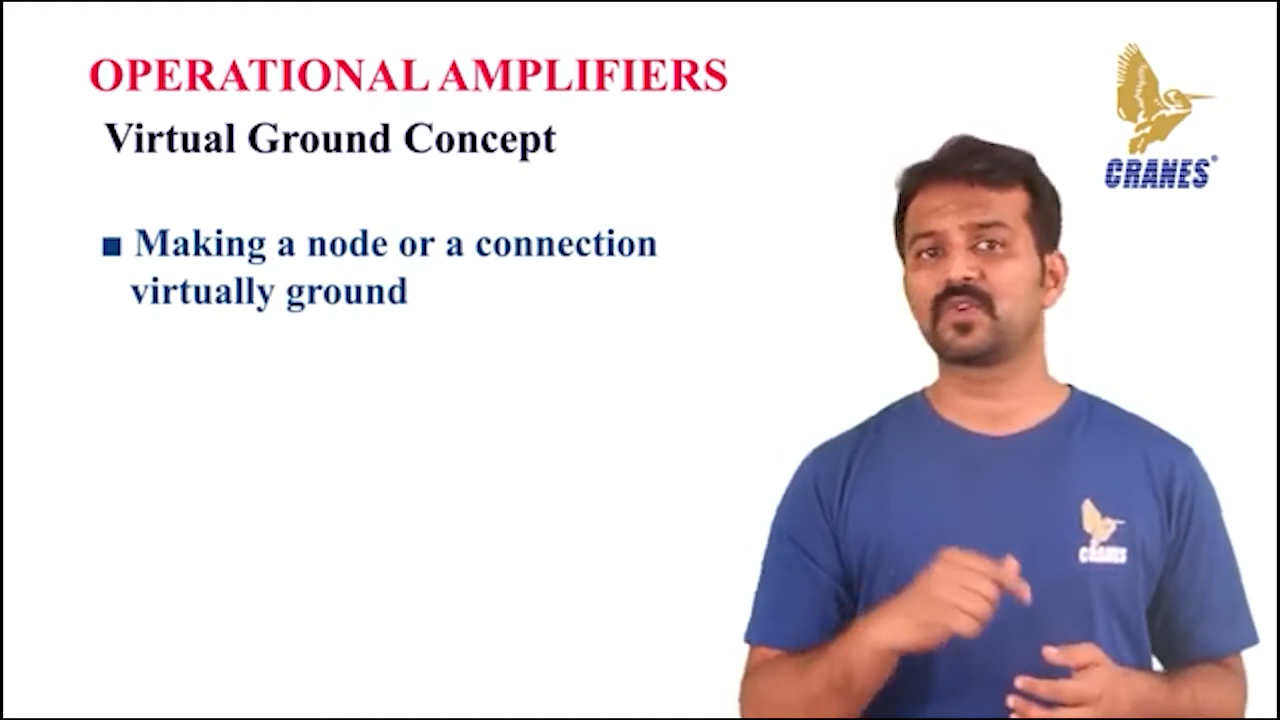 OPERATIONAL AMPLIFIERS
Virtual Ground Concept
■ Making a node or a connection
virtually ground
CRANES®
CRANES